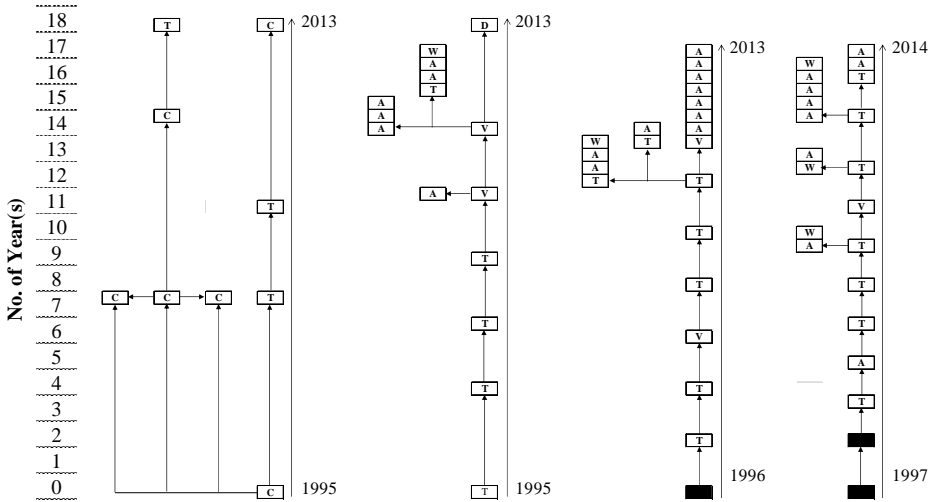 No. of Year(s)
18 T C 2013 D 2013
17 W A 2013 A 2014
A A W A
16 A A A T
T A A
15 A A A
C A A A T
14 A V A A
W T V
13 A A
A W T
12 T T
A V
11 T V
10 T W
A T
9 T
8 T T
C C C T
7
T T
6 V
5 A
4 T T
3 T
2 T
1 1996 1997
0 C 1995 T 1995